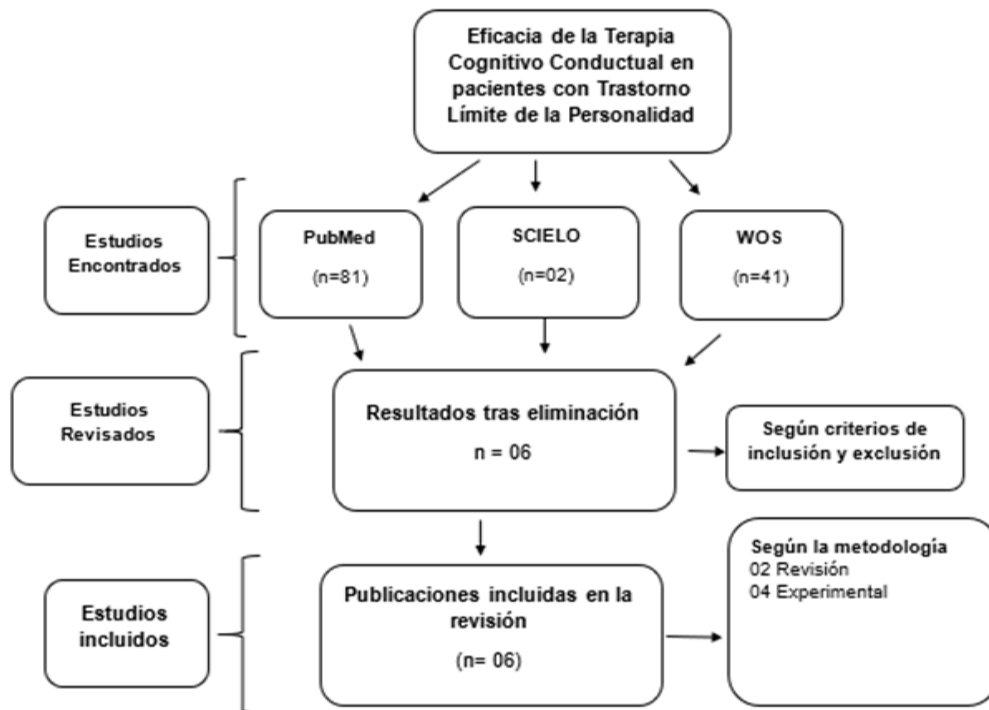 Eficacia de la Terapia
Cognitivo Conductual en
pacientes con Trastorno
Límite de la Personalidad
Estudios
Encontrados
PubMed
(n=81)
SCIELO
(n=02)
WOS
(n=41)
Estudios
Revisados
Resultados tras eliminación
n = 06
Según criterios de
inclusión y exclusión
Estudios
incluidos
Publicaciones incluidas en la
revisión
(n= 06)
Según la metodología
02 Revisión
04 Experimental